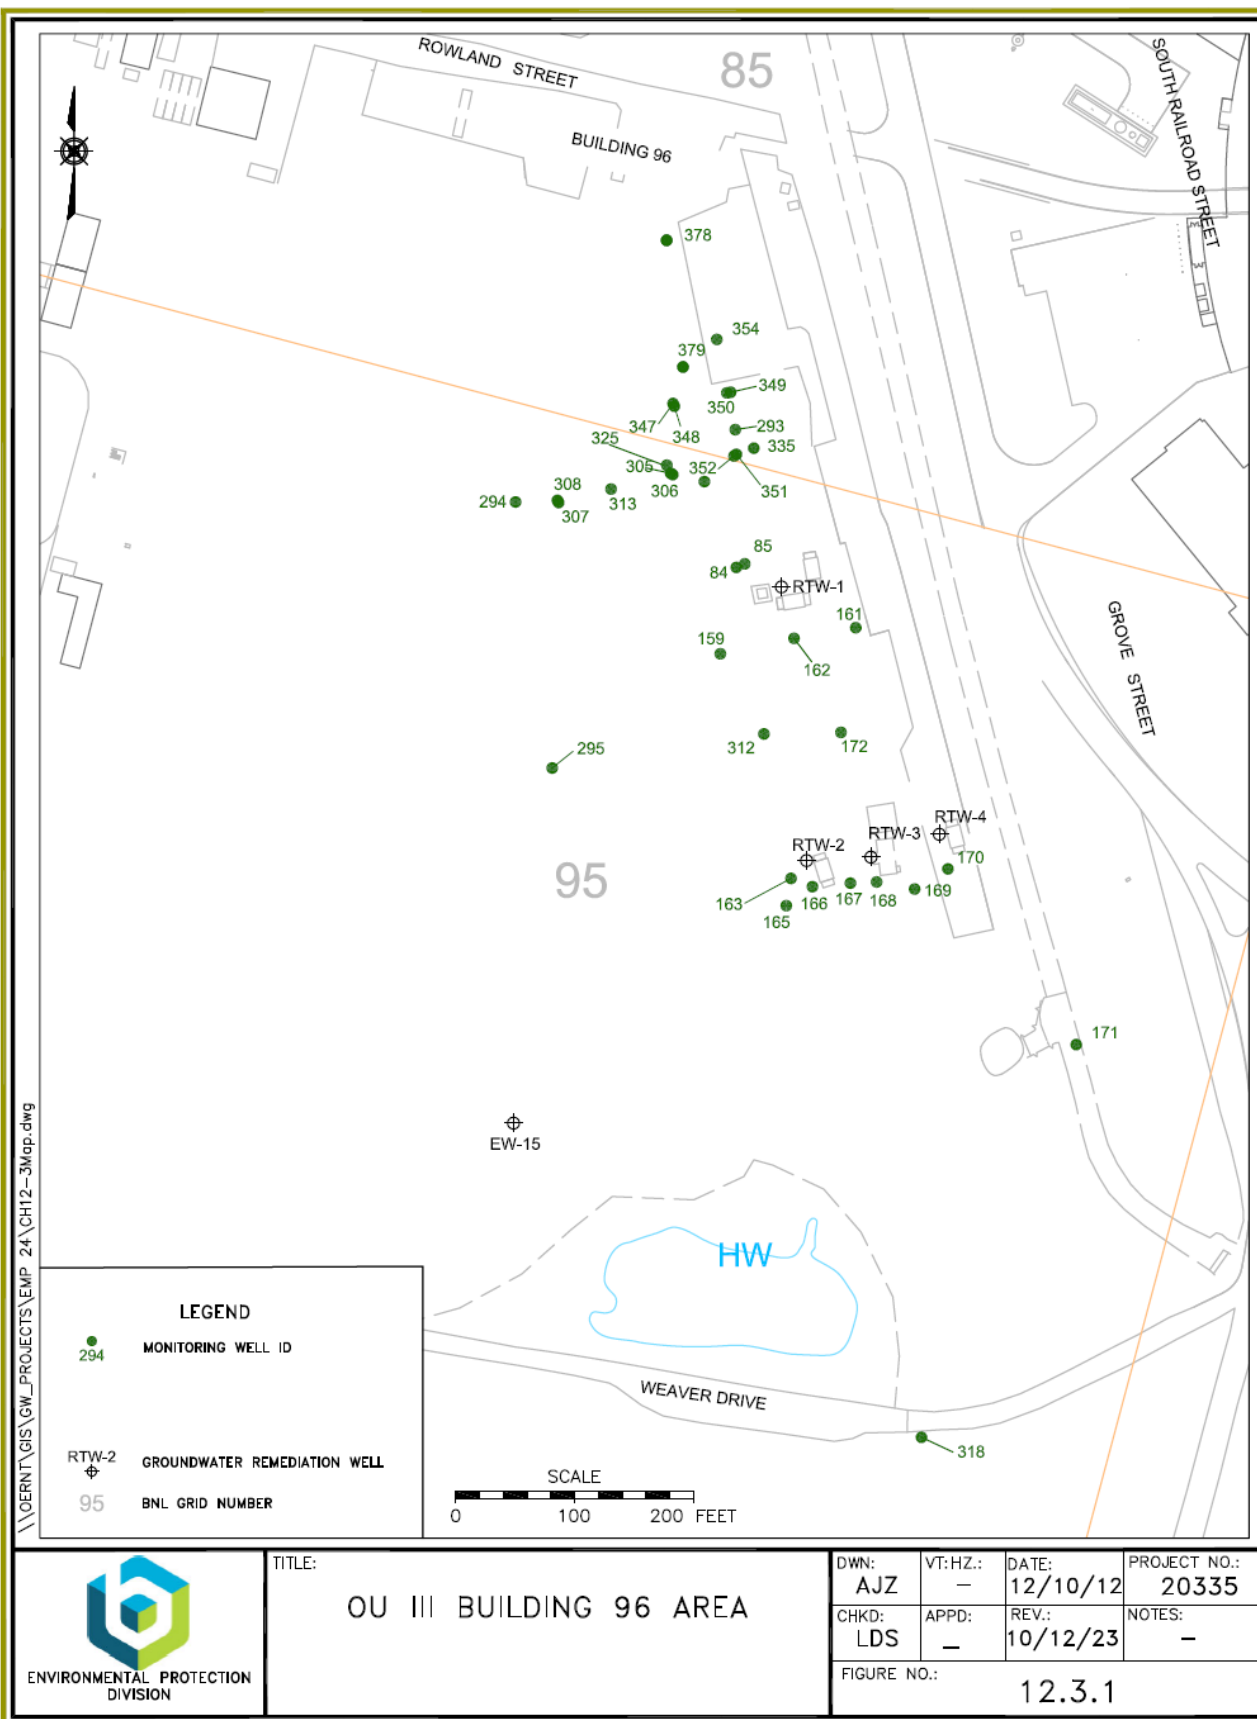 ROWLAND STREET
85
SOUTH RAILROAD STREET
BUILDING 96
378
354
379
349
350
347
348
293
325
335
305
352
306
351
308
294
313
307
85
84
RTW-1
161
159
162
GROVE STREET
312
172
295
RTW-4
RTW-3
RTW-2
170
95
163
166
167
168
169
165
171
EW-15
HW
WEAVER DRIVE
318
\\OERNT\GIS\GW_PROJECTS\EMP 24\CH12-3Map.dwg
LEGEND
294
MONITORING WELL ID
RTW-2
GROUNDWATER REMEDIATION WELL
95
BNL GRID NUMBER
SCALE
0 100 200 FEET
ENVIRONMENTAL PROTECTION
DIVISION
TITLE:
OU III BUILDING 96 AREA
DWN:
AJZ
VT:HZ.:
–
DATE:
12/10/12
PROJECT NO.:
20335
CHKD:
LDS
APPD:
–
REV.:
10/12/23
NOTES:
–
FIGURE NO.:
12.3.1